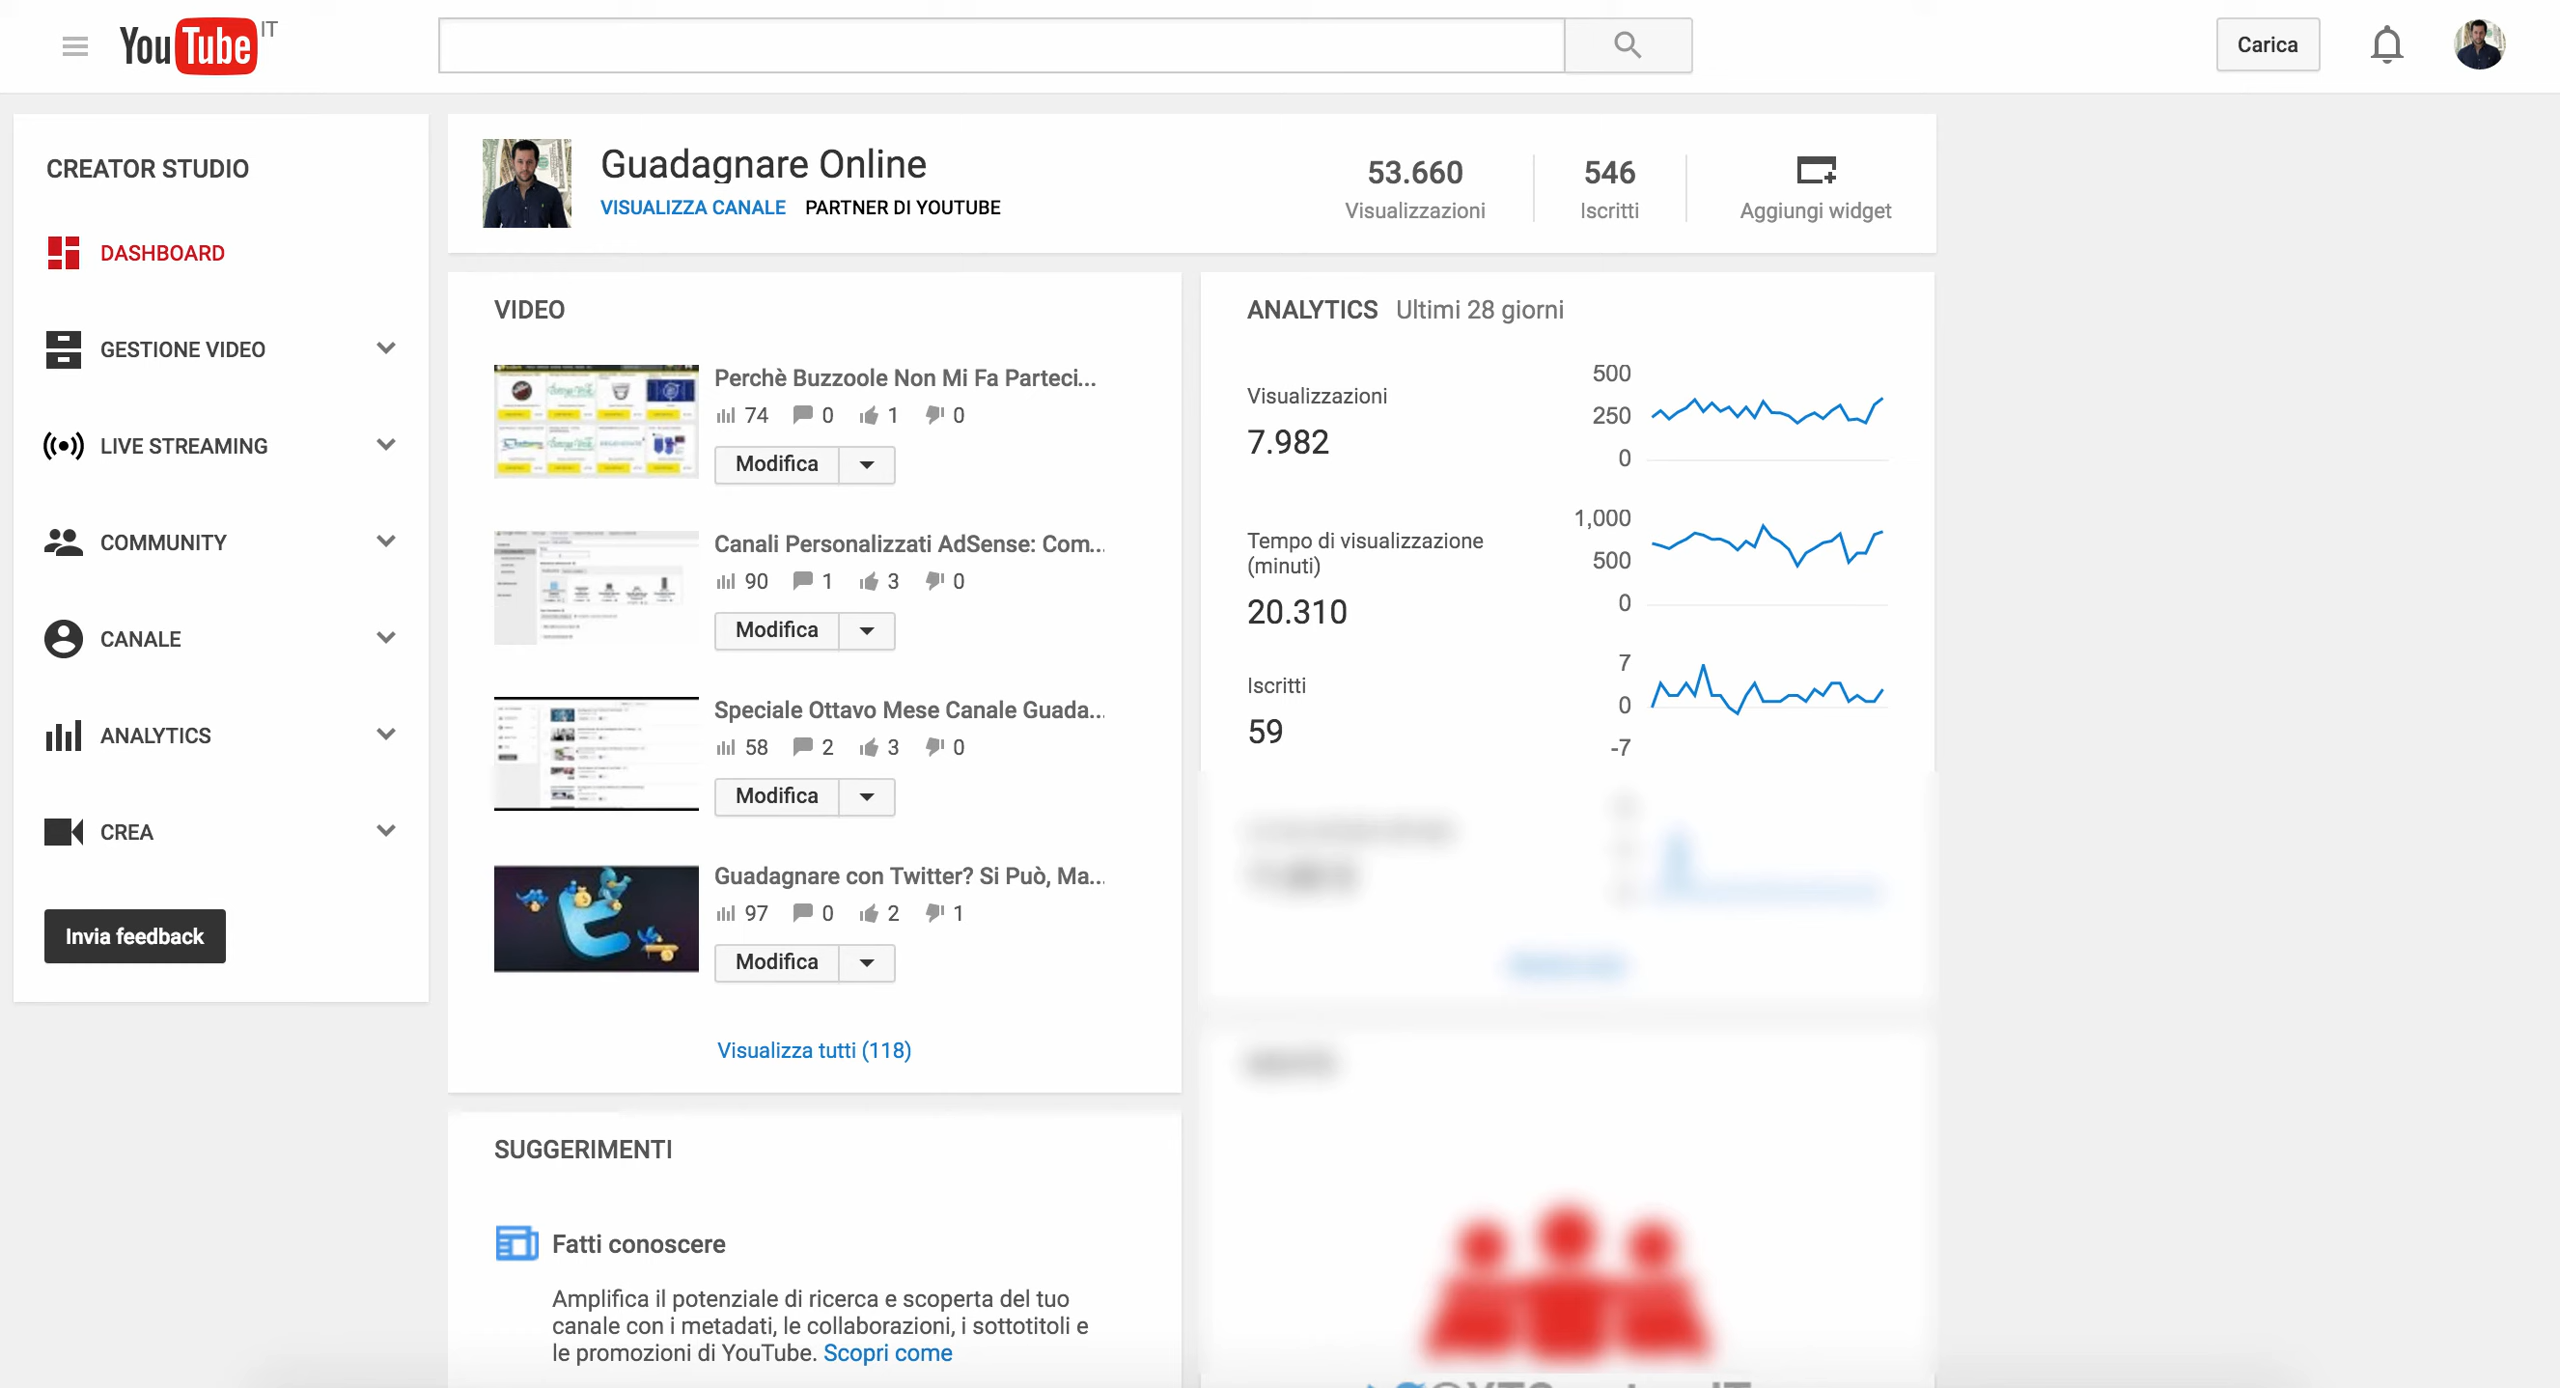 YouTube IT
Carica
CREATOR STUDIO
DASHBOARD
GESTIONE VIDEO
LIVE STREAMING
COMMUNITY
CANALE
ANALYTICS
CREA
Invia feedback
Guadagnare Online
VISUALIZZA CANALE PARTNER DI YOUTUBE
53.660
Visualizzazioni
546
Iscritti
Aggiungi widget
VIDEO
Perchè Buzzoole Non Mi Fa Parteci...
74 0 1 0
Modifica
Canali Personalizzati AdSense: Com...
90 1 3 0
Modifica
Speciale Ottavo Mese Canale Guada...
58 2 3 0
Modifica
Guadagnare con Twitter? Si Può, Ma...
97 0 2 1
Modifica
Visualizza tutti (118)
SUGGERIMENTI
Fatti conoscere
Amplifica il potenziale di ricerca e scoperta del tuo
canale con i metadati, le collaborazioni, i sottotitoli e
le promozioni di YouTube. Scopri come
ANALYTICS Ultimi 28 giorni
Visualizzazioni
7.982
500
250
0
Tempo di visualizzazione
(minuti)
20.310
1,000
500
0
Iscritti
59
7
0
-7